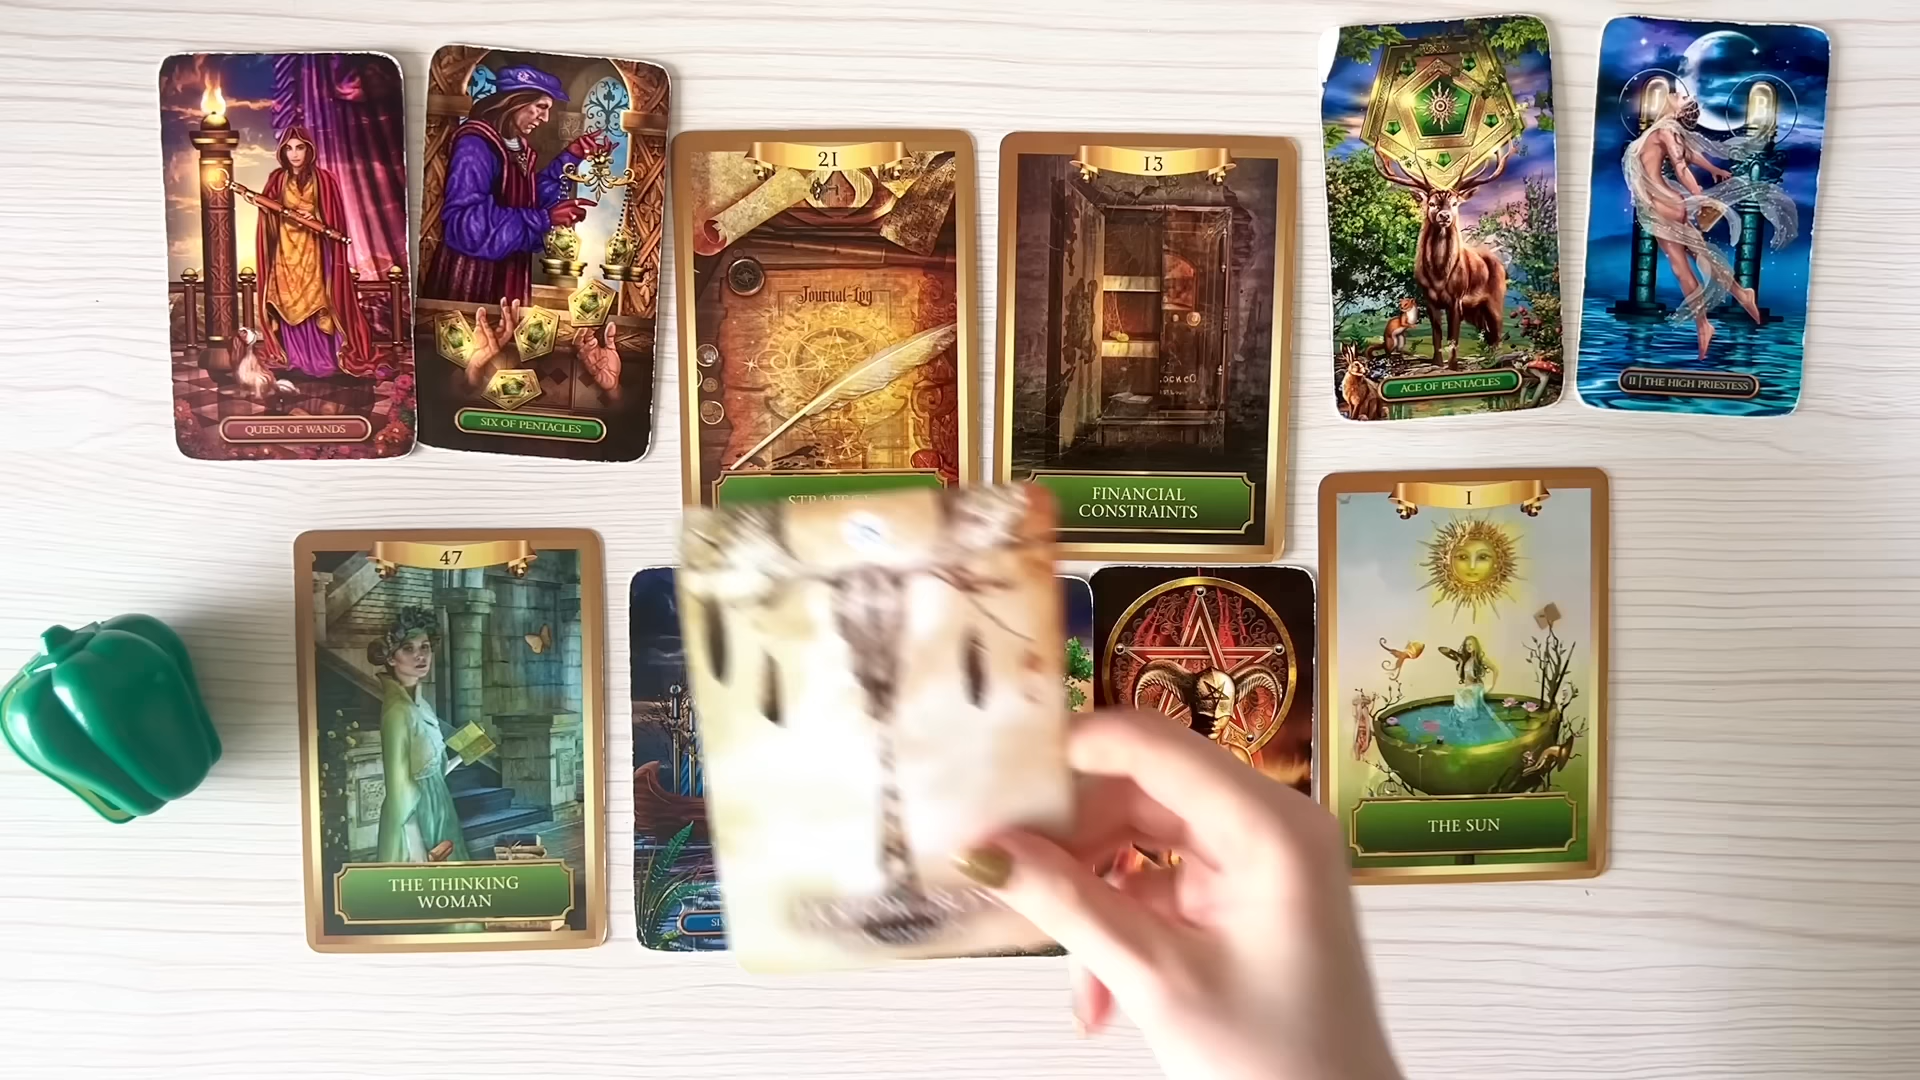 21
13
J
B
Journal-Log
ACE OF PENTACLES
II | THE HIGH PRIESTESS
QUEEN OF WANDS
SIX OF PENTACLES
FINANCIAL
CONSTRAINTS
I
47
THE SUN
THE THINKING
WOMAN